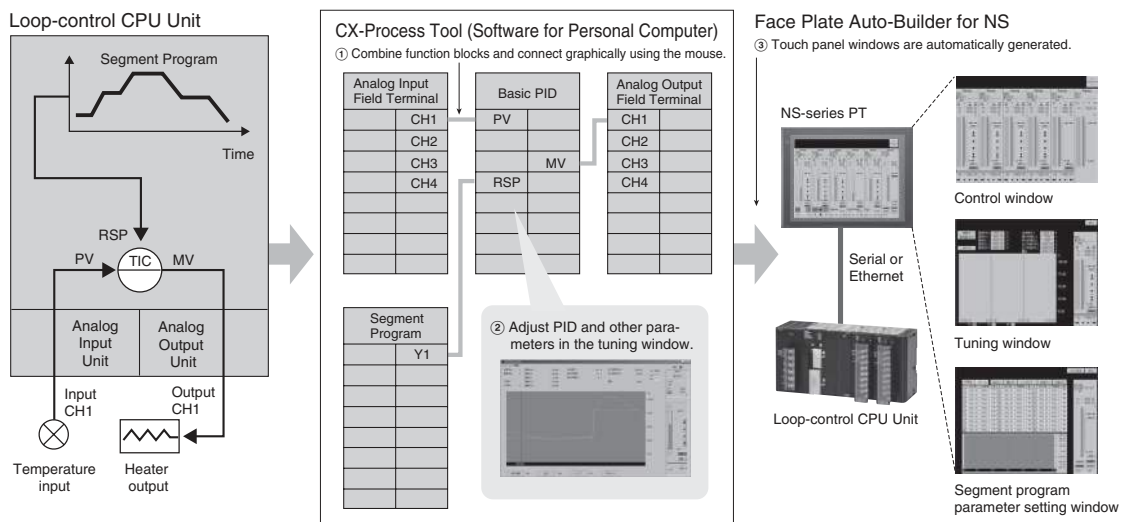 Loop-control CPU Unit
Segment Program
Time
RSP
PV
TIC
MV
Analog
Input
Unit
Analog
Output
Unit
Input
CH1
Output
CH1
Temperature
input
Heater
output
CX-Process Tool (Software for Personal Computer)
① Combine function blocks and connect graphically using the mouse.
Analog Input
Field Terminal
CH1
CH2
CH3
CH4
Basic PID
PV
MV
RSP
Analog Output
Field Terminal
CH1
CH2
CH3
CH4
Segment
Program
Y1
② Adjust PID and other para-
meters in the tuning window.
Face Plate Auto-Builder for NS
③ Touch panel windows are automatically generated.
NS-series PT
Serial or
Ethernet
Loop-control CPU Unit
Control window
Tuning window
Segment program
parameter setting window